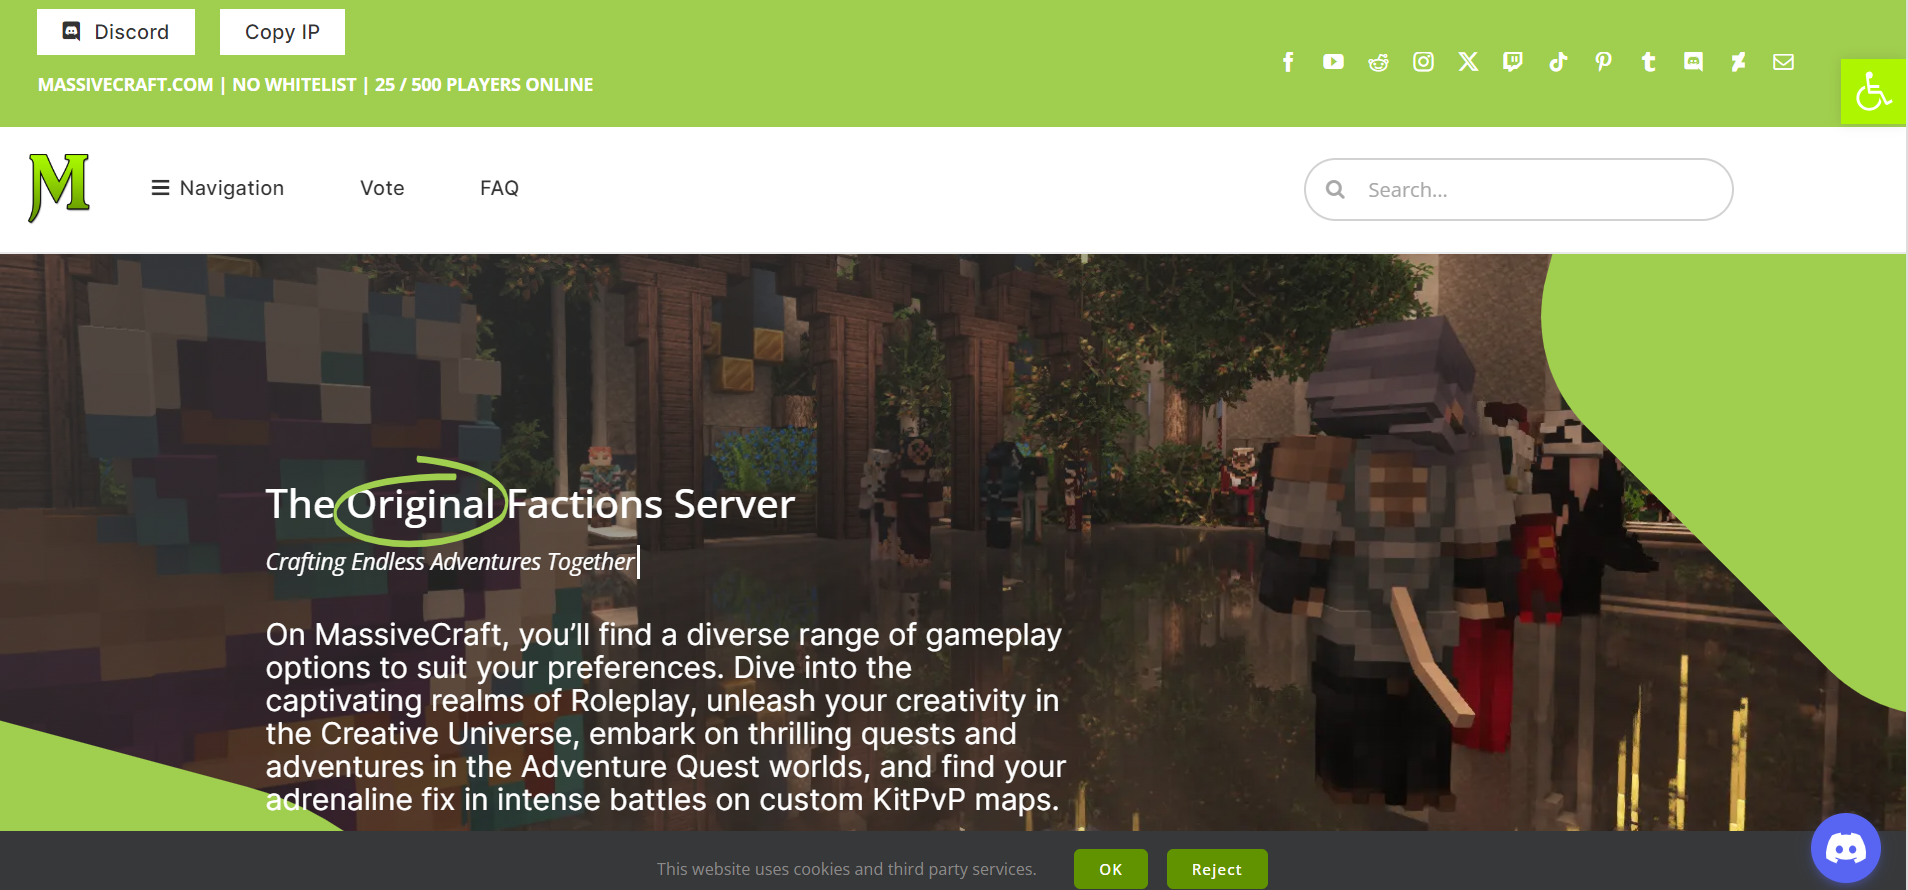 Discord
Copy IP
MASSIVECRAFT.COM | NO WHITELIST | 25 / 500 PLAYERS ONLINE
M
Navigation
Vote
FAQ
Search...
The Original Factions Server
Crafting Endless Adventures Together
On MassiveCraft, you’ll find a diverse range of gameplay
options to suit your preferences. Dive into the
captivating realms of Roleplay, unleash your creativity in
the Creative Universe, embark on thrilling quests and
adventures in the Adventure Quest worlds, and find your
adrenaline fix in intense battles on custom KitPvP maps.
This website uses cookies and third party services.
OK
Reject